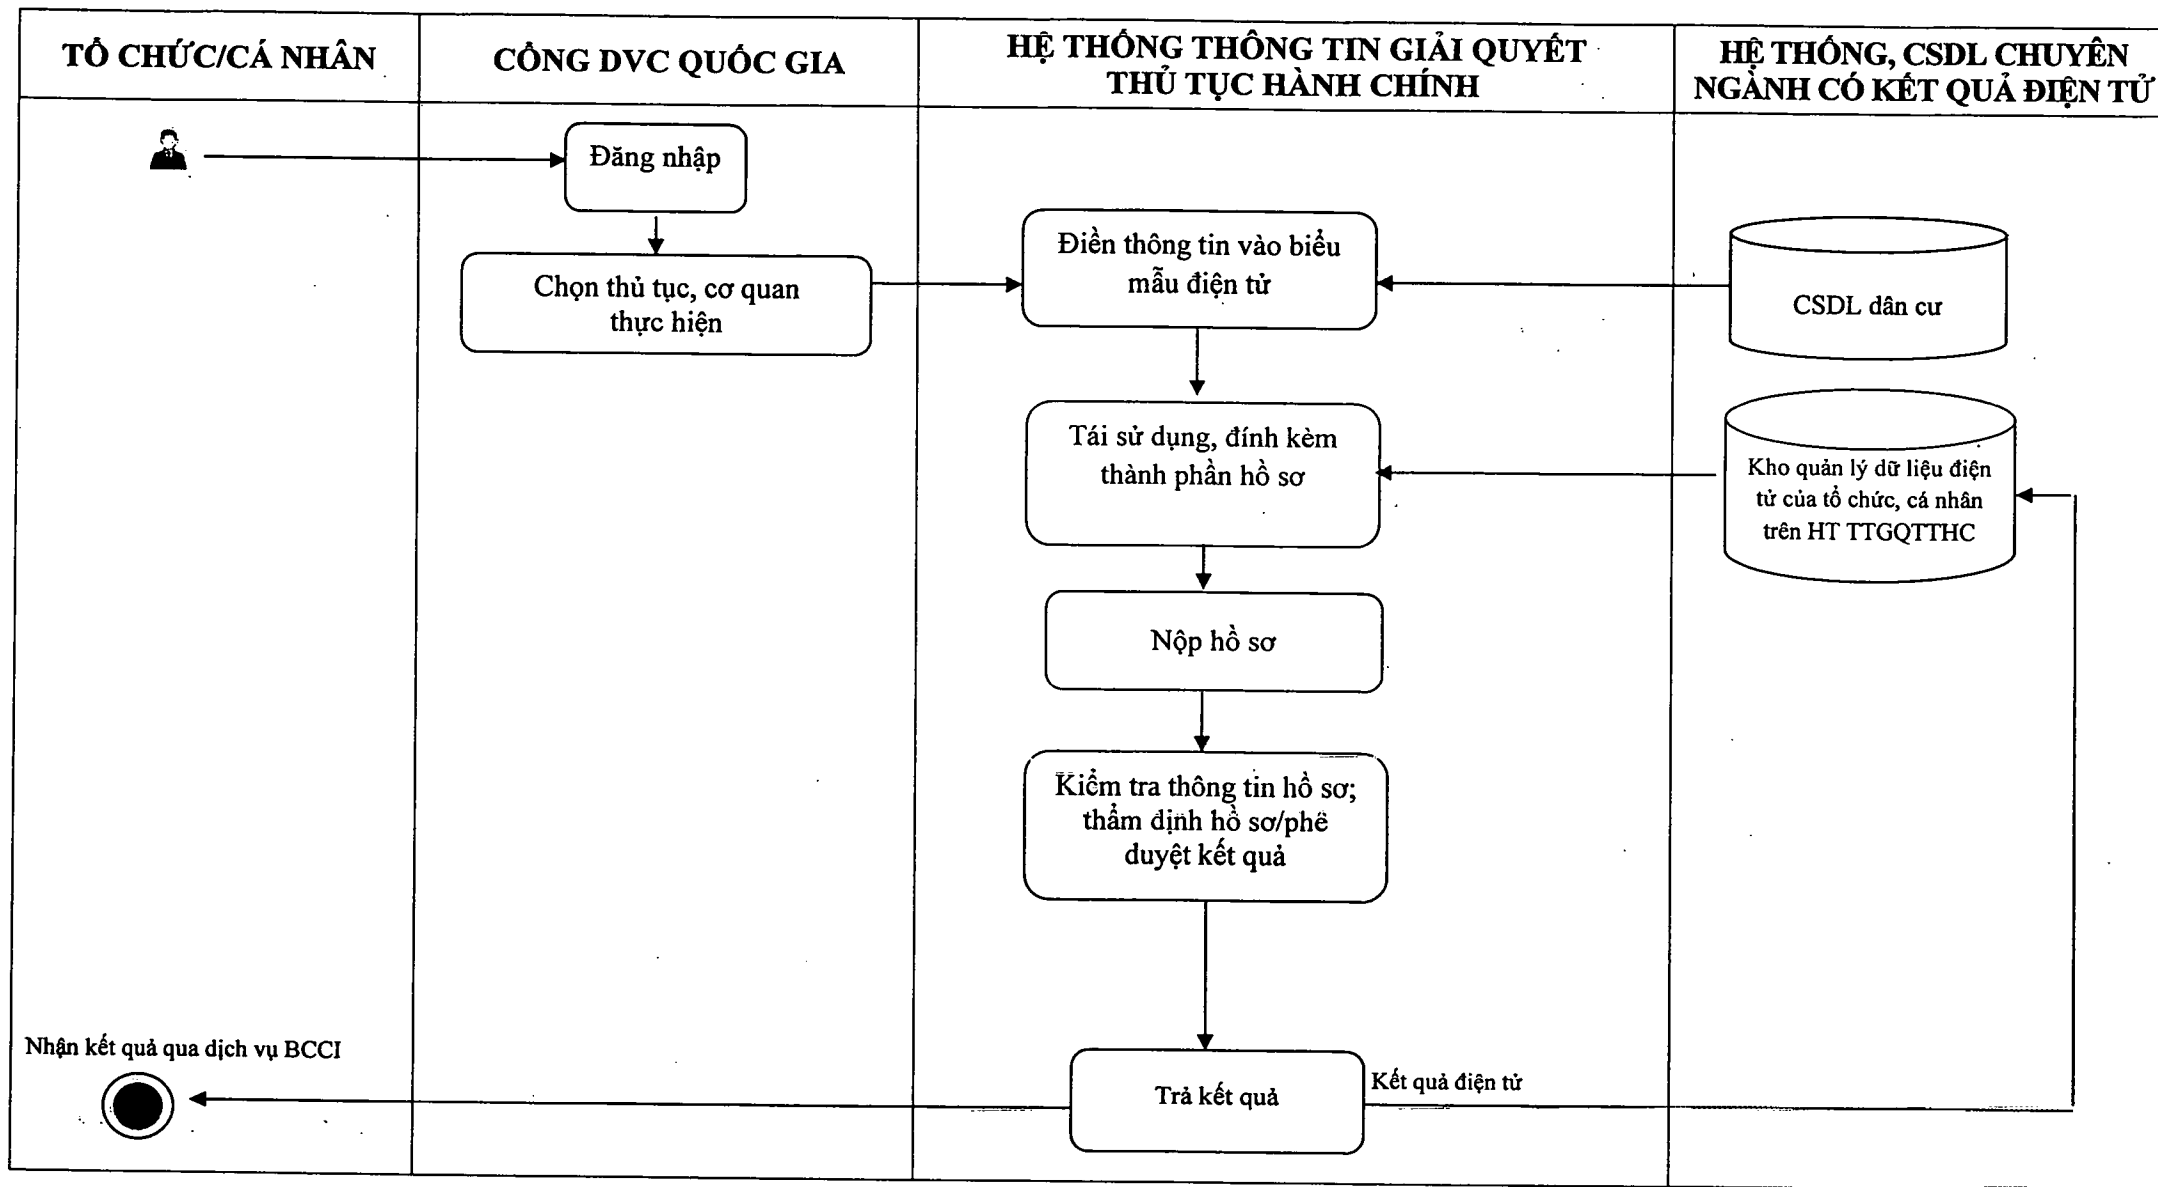 TỔ CHỨC/CÁ NHÂN
CỔNG DVC QUỐC GIA
HỆ THỐNG THÔNG TIN GIẢI QUYẾT
THỦ TỤC HÀNH CHÍNH
HỆ THỐNG, CSDL CHUYÊN
NGÀNH CÓ KẾT QUẢ ĐIỆN TỬ
Đăng nhập
Chọn thủ tục, cơ quan
thực hiện
Điền thông tin vào biểu
mẫu điện tử
CSDL dân cư
Tái sử dụng, đính kèm
thành phần hồ sơ
Kho quản lý dữ liệu điện
tử của tổ chức, cá nhân
trên HT TTGQTTHC
Nộp hồ sơ
Kiểm tra thông tin hồ sơ;
thẩm định hồ sơ/phê
duyệt kết quả
Nhận kết quả qua dịch vụ BCCI
Trả kết quả
Kết quả điện tử